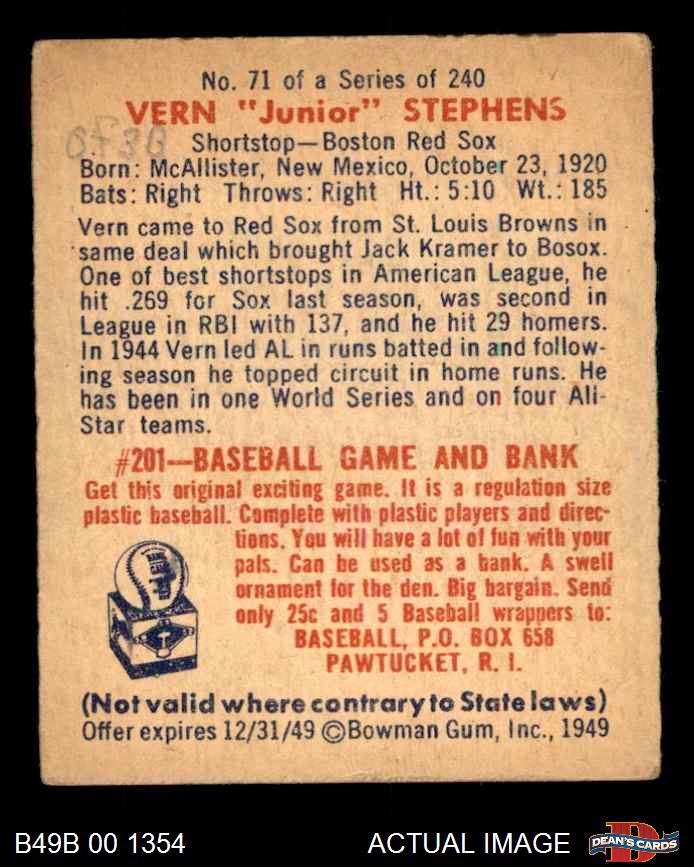 No. 71 of a Series of 240
VERN "Junior" STEPHENS
Shortstop—Boston Red Sox
Born: McAllister, New Mexico, October 23, 1920
Bats: Right Throws: Right Ht.: 5:10 Wt.: 185
Vern came to Red Sox from St. Louis Browns in
same deal which brought Jack Kramer to Bosox.
One of best shortstops in American League, he
hit .269 for Sox last season, was second in
League in RBI with 137, and he hit 29 homers.
In 1944 Vern led AL in runs batted in and follow-
ing season he topped circuit in home runs. He
has been in one World Series and on four All-
Star teams.
#201—BASEBALL GAME AND BANK
Get this original exciting game. It is a regulation size
plastic baseball. Complete with plastic players and direc-
tions. You will have a lot of fun with your
pals. Can be used as a bank. A swell
ornament for the den. Big bargain. Send
only 25c and 5 Baseball wrappers to:
BASEBALL, P.O. BOX 658
PAWTUCKET, R. I.
(Not valid where contrary to State laws)
Offer expires 12/31/49 ©Bowman Gum, Inc., 1949
B49B 00 1354 ACTUAL IMAGE
DEAN'S CARDS